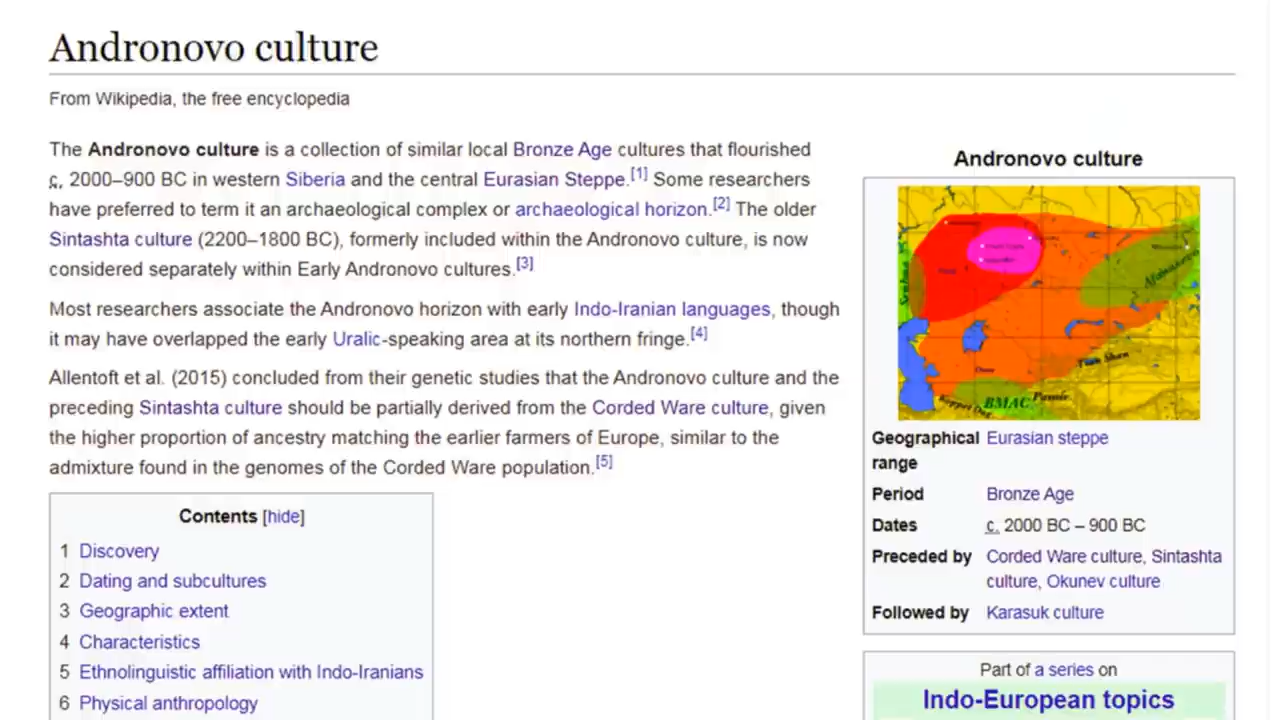 Andronovo culture
From Wikipedia, the free encyclopedia
The Andronovo culture is a collection of similar local Bronze Age cultures that flourished
c. 2000–900 BC in western Siberia and the central Eurasian Steppe.[1] Some researchers
have preferred to term it an archaeological complex or archaeological horizon.[2] The older
Sintashta culture (2200–1800 BC), formerly included within the Andronovo culture, is now
considered separately within Early Andronovo cultures.[3]
Most researchers associate the Andronovo horizon with early Indo-Iranian languages, though
it may have overlapped the early Uralic-speaking area at its northern fringe.[4]
Allentoft et al. (2015) concluded from their genetic studies that the Andronovo culture and the
preceding Sintashta culture should be partially derived from the Corded Ware culture, given
the higher proportion of ancestry matching the earlier farmers of Europe, similar to the
admixture found in the genomes of the Corded Ware population.[5]
Contents [hide]
1 Discovery
2 Dating and subcultures
3 Geographic extent
4 Characteristics
5 Ethnolinguistic affiliation with Indo-Iranians
6 Physical anthropology
Andronovo culture
Afanasevo
Tian Shan
BMAC
Pamir
Geographical range Eurasian steppe
Period Bronze Age
Dates c. 2000 BC – 900 BC
Preceded by Corded Ware culture, Sintashta
culture, Okunev culture
Followed by Karasuk culture
Part of a series on
Indo-European topics